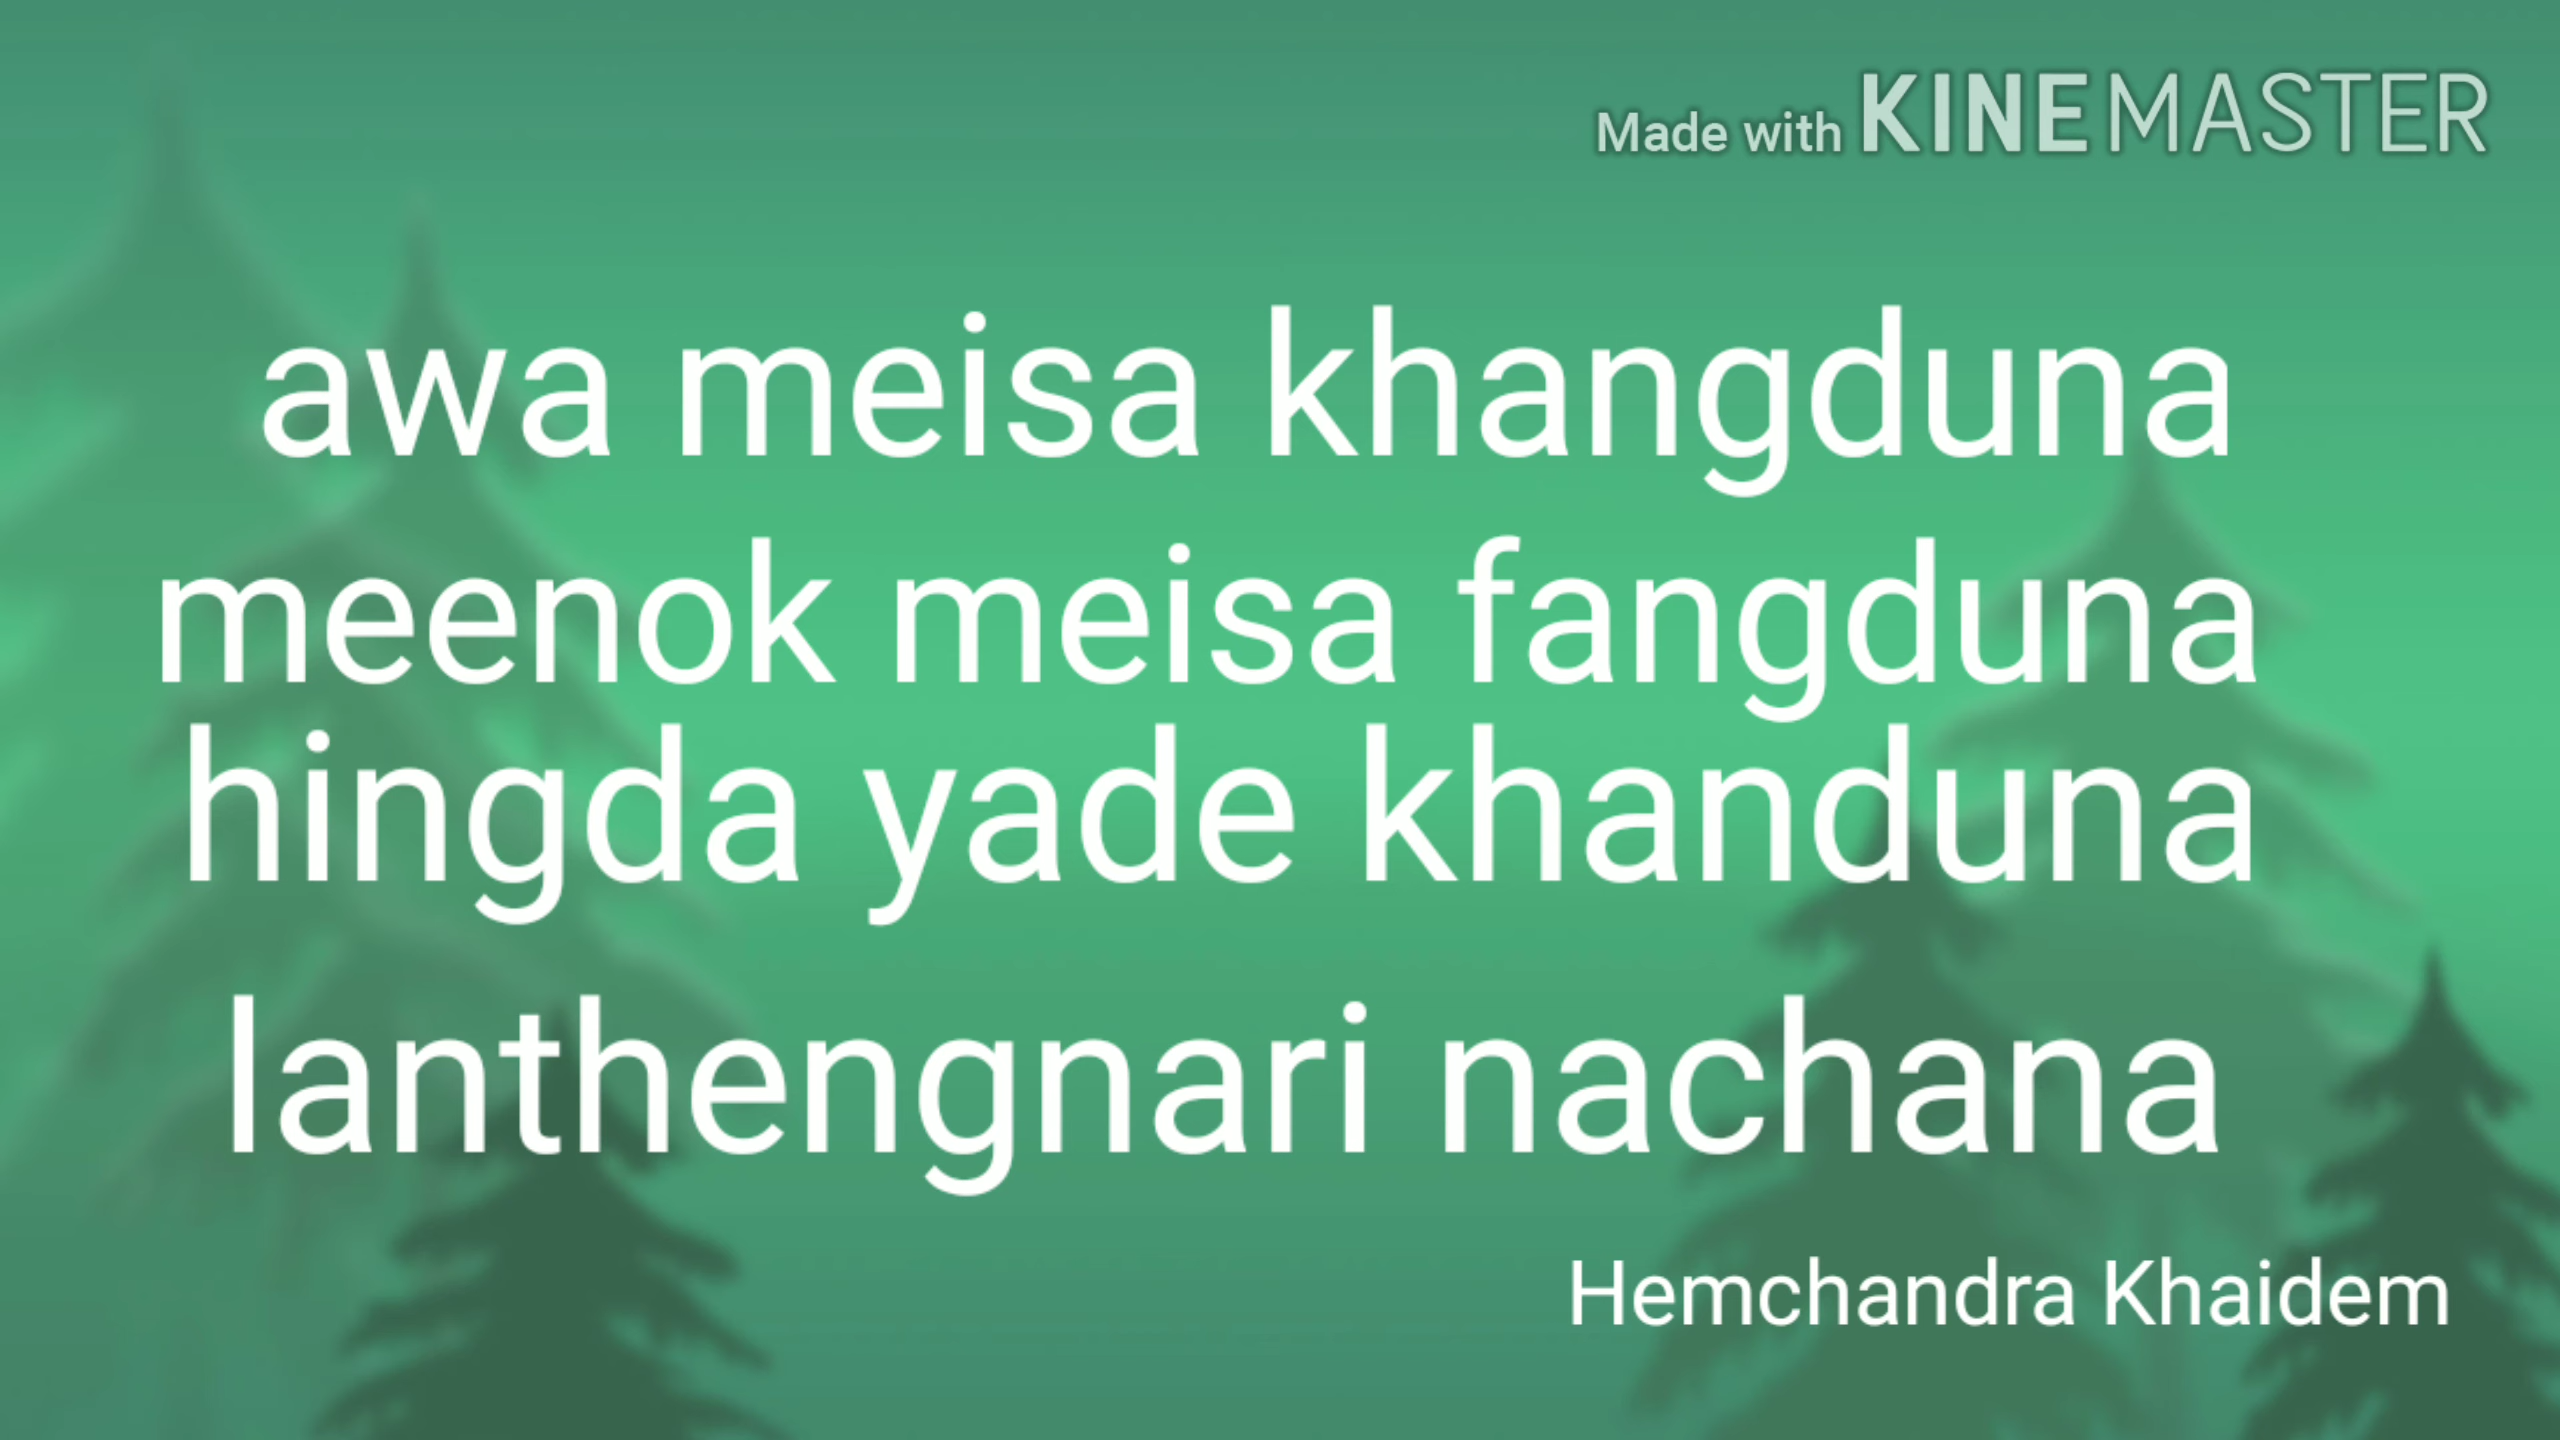 Made with KINEMASTER
awa meisa khangduna
meenok meisa fangduna
hingda yade khanduna
lanthengnari nachana
Hemchandra Khaidem